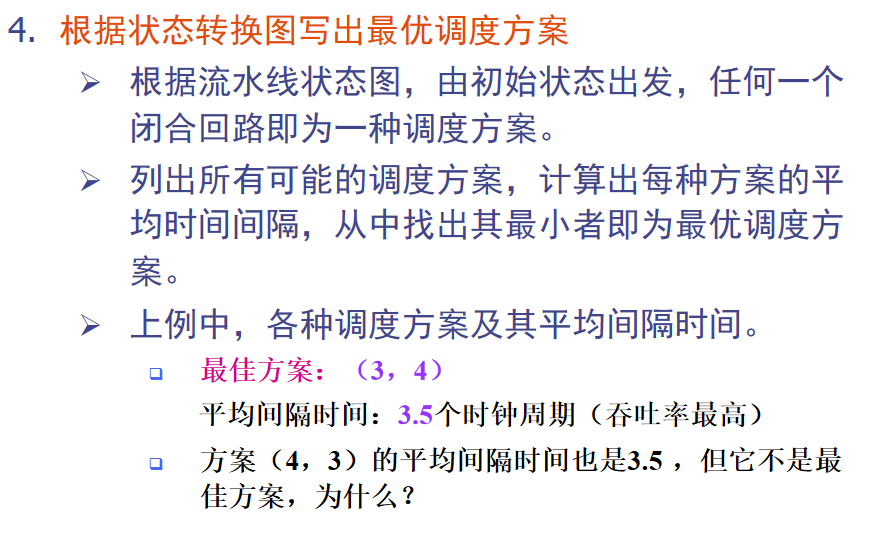 4. 根据状态转换图写出最优调度方案
➢ 根据流水线状态图，由初始状态出发，任何一个
闭合回路即为一种调度方案。
➢ 列出所有可能的调度方案，计算出每种方案的平
均时间间隔，从中找出其最小者即为最优调度方
案。
➢ 上例中，各种调度方案及其平均间隔时间。
❑ 最佳方案：（3，4）
平均间隔时间：3.5个时钟周期（吞吐率最高）
❑ 方案（4，3）的平均间隔时间也是3.5 ，但它不是最
佳方案，为什么？